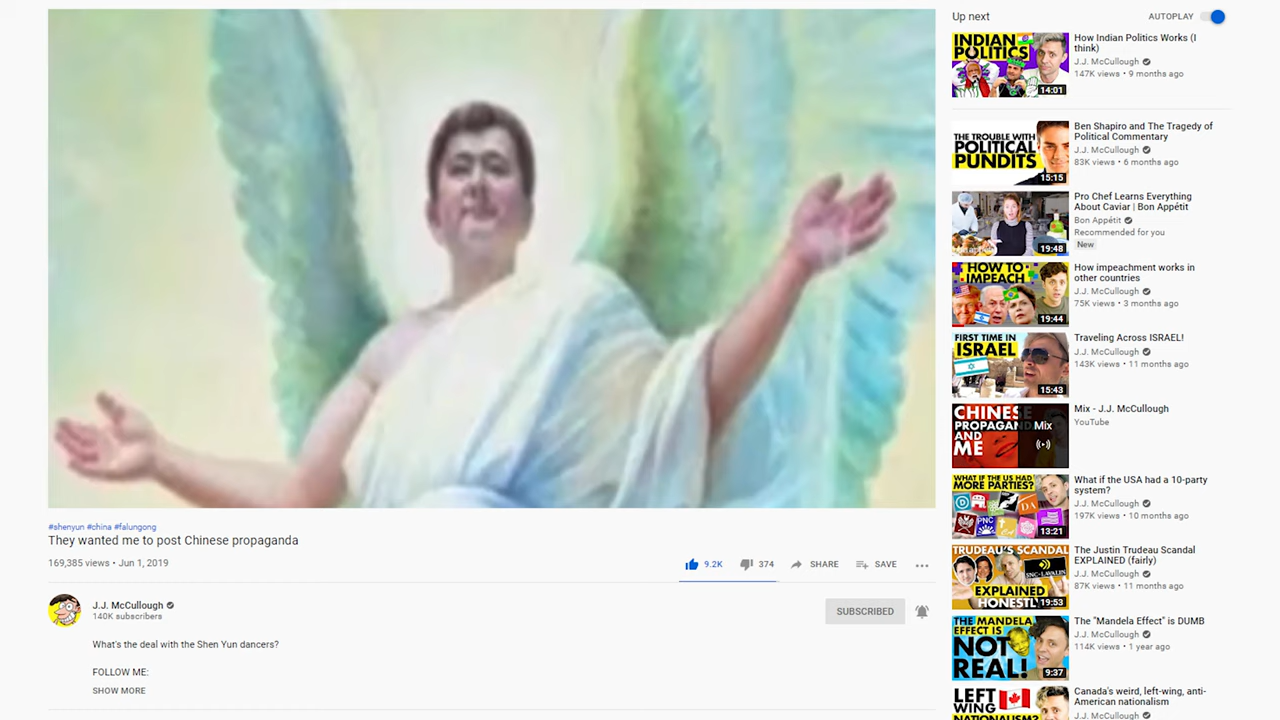 #shenyun #china #falungong
They wanted me to post Chinese propaganda
169,385 views • Jun 1, 2019
9.2K
374
SHARE
SAVE
J.J. McCullough
140K subscribers
SUBSCRIBED
What's the deal with the Shen Yun dancers?
FOLLOW ME:
SHOW MORE
Up next
AUTOPLAY
INDIAN
POLITICS
14:01
How Indian Politics Works (I
think)
J.J. McCullough
147K views • 9 months ago
THE TROUBLE WITH
POLITICAL
PUNDITS
15:15
Ben Shapiro and The Tragedy of
Political Commentary
J.J. McCullough
83K views • 6 months ago
19:48
Pro Chef Learns Everything
About Caviar | Bon Appétit
Bon Appétit
Recommended for you
New
HOW TO
IMPEACH
19:44
How impeachment works in
other countries
J.J. McCullough
75K views • 3 months ago
FIRST TIME IN
ISRAEL
15:43
Traveling Across ISRAEL!
J.J. McCullough
143K views • 11 months ago
CHINESE
PROPAGAN
AND
ME
Mix
Mix - J.J. McCullough
YouTube
WHAT IF THE US HAD
MORE PARTIES?
DA
PNC
13:21
What if the USA had a 10-party
system?
J.J. McCullough
197K views • 10 months ago
TRUDEAU'S SCANDAL
SNC•LAVALIN
EXPLAINED
HONESTL
19:53
The Justin Trudeau Scandal
EXPLAINED (fairly)
J.J. McCullough
87K views • 11 months ago
THE MANDELA
EFFECT IS
NOT
REAL!
9:37
The "Mandela Effect" is DUMB
J.J. McCullough
114K views • 1 year ago
LEFT
WING
NATIONALISM?
Canada's weird, left-wing, anti-
American nationalism
J.J. McCullough